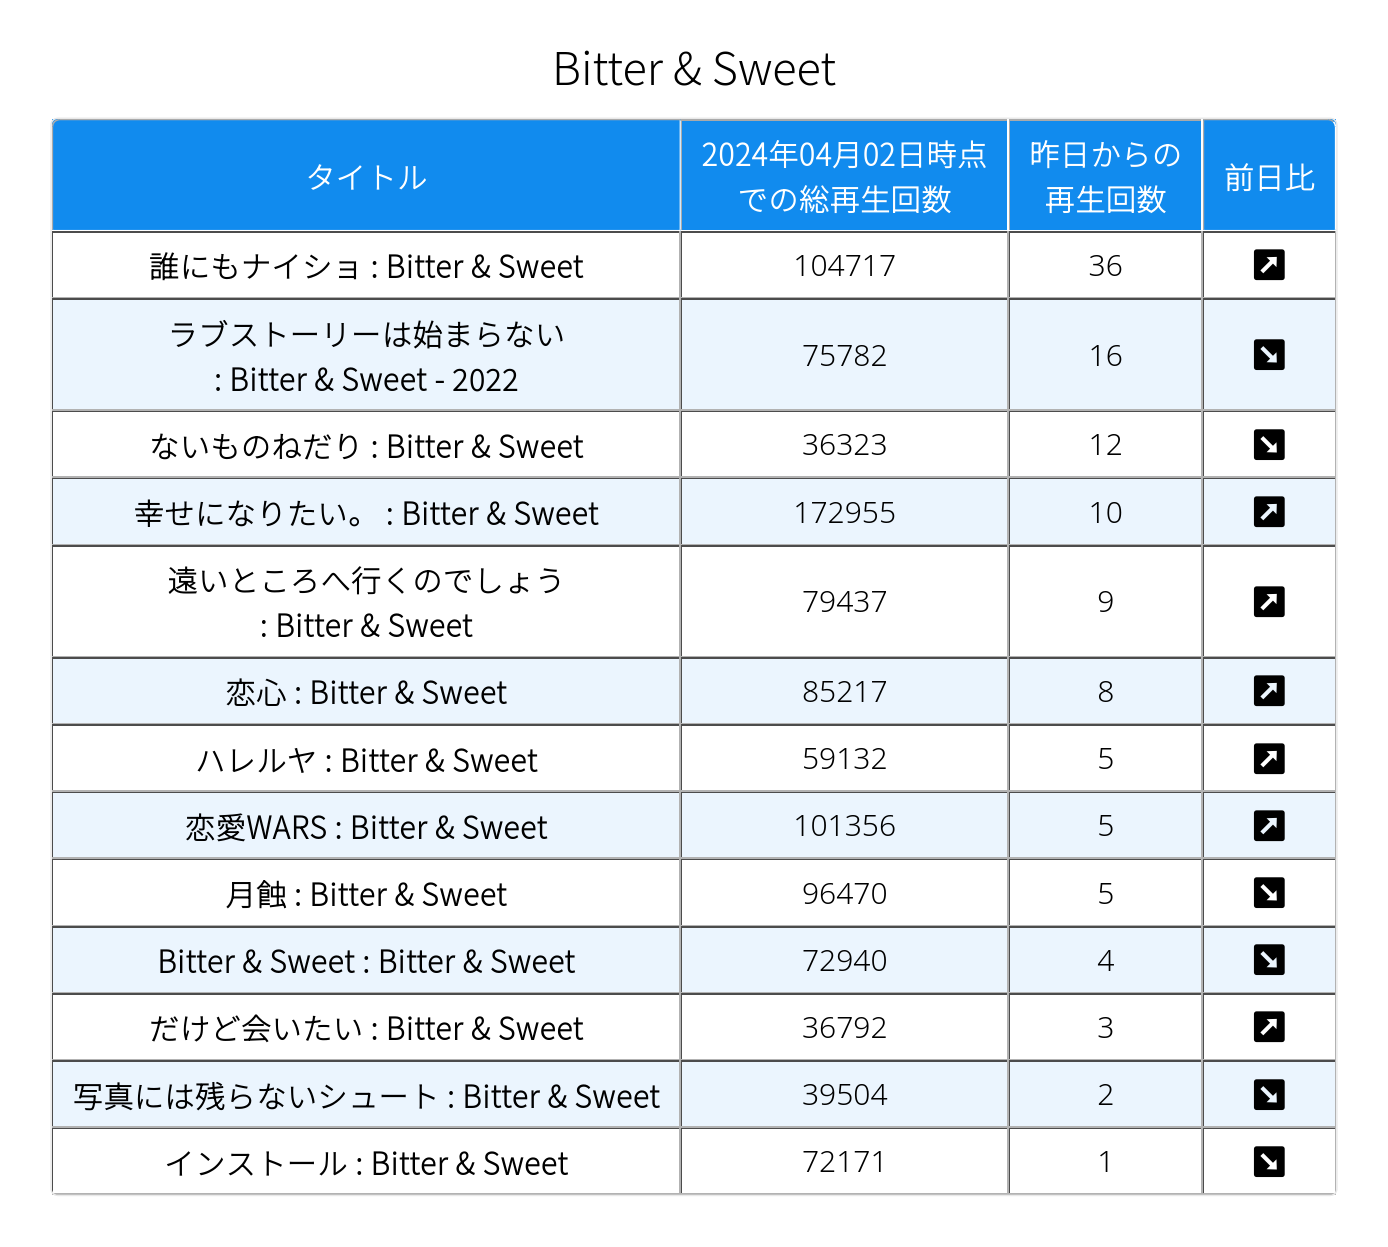 Bitter & Sweet
タイトル
2024年04月02日時点
での総再生回数
昨日からの
再生回数
前日比
誰にもナイショ : Bitter & Sweet 104717 36 ↗
ラブストーリーは始まらない
: Bitter & Sweet - 2022 75782 16 ↘
ないものねだり : Bitter & Sweet 36323 12 ↘
幸せになりたい。 : Bitter & Sweet 172955 10 ↗
遠いところへ行くのでしょう
: Bitter & Sweet 79437 9 ↗
恋心 : Bitter & Sweet 85217 8 ↗
ハレルヤ : Bitter & Sweet 59132 5 ↗
恋愛WARS : Bitter & Sweet 101356 5 ↗
月蝕 : Bitter & Sweet 96470 5 ↘
Bitter & Sweet : Bitter & Sweet 72940 4 ↘
だけど会いたい : Bitter & Sweet 36792 3 ↗
写真には残らないシュート : Bitter & Sweet 39504 2 ↘
インストール : Bitter & Sweet 72171 1 ↘